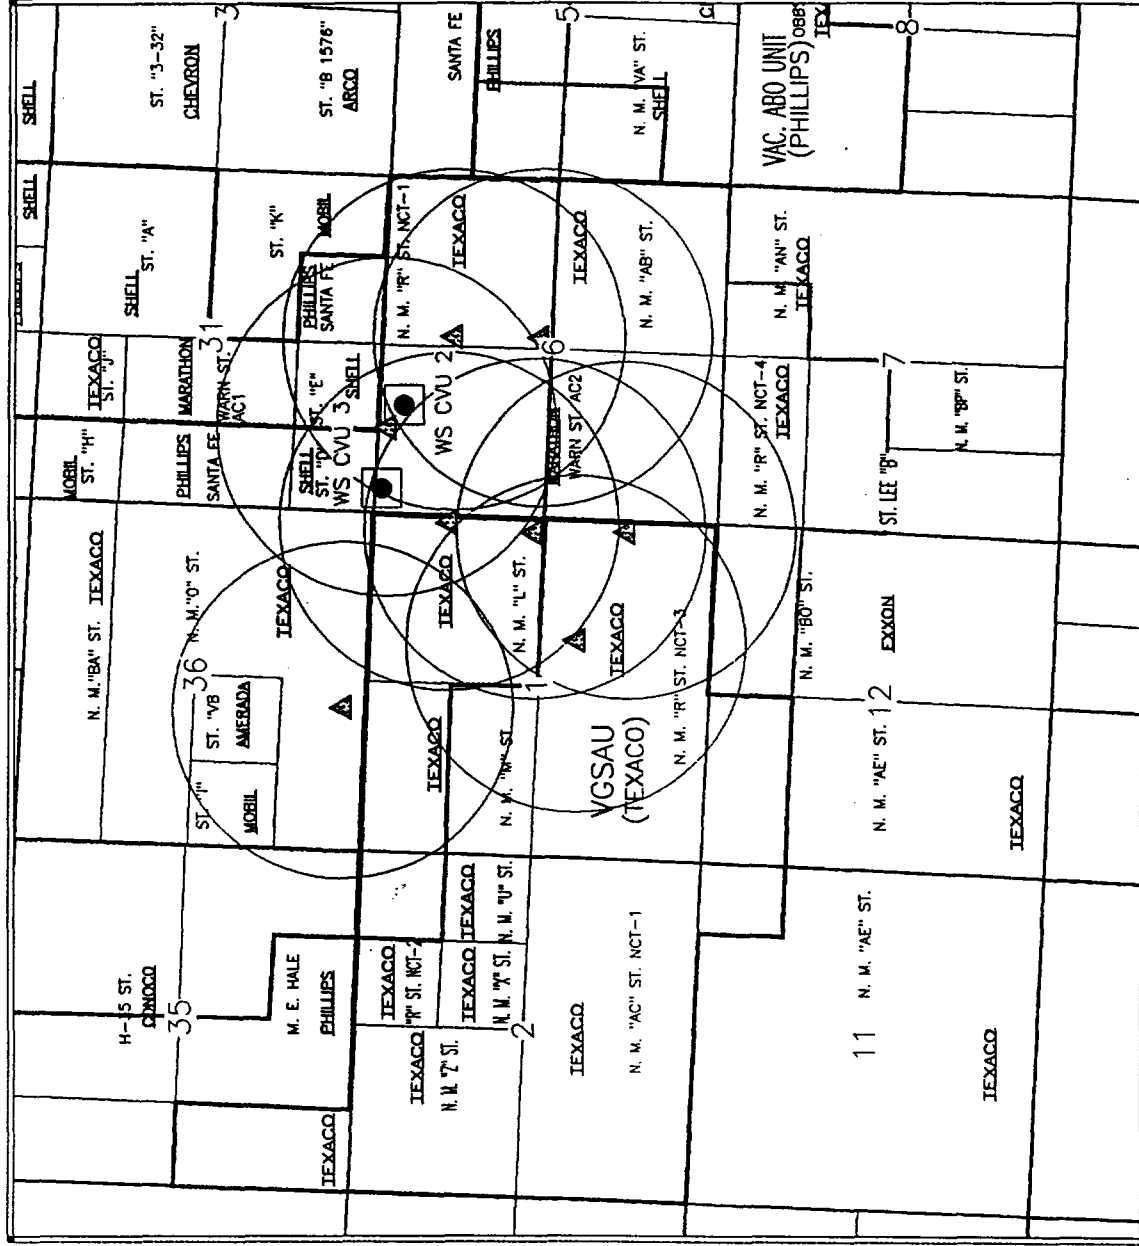 H-35 ST.
CONOCO
35
M. E. HALE
PHILLIPS
TEXACO
N. M. "BA" ST. TEXACO
36
N. M. "O" ST.
TEXACO
ST. "VB
AMERADA
ST. "I"
MOBIL
MOBIL
ST. "H"
TEXACO
ST. "J"
PHILLIPS
SANTA FE
MARATHON
WARN ST.
AC1
SHELL
ST. "D"
ST. "E"
SHELL
31
SHELL
ST. "A"
ST. "K"
MOBIL
PHILLIPS
SANTA FE
SHELL
SHELL
3
ST. "3-32"
CHEVRON
ST. "B 1576"
ARCO
WS CVU 3
WS CVU 2
TEXACO
"R" ST. NCT-2
TEXACO
N. M. "Z" ST.
TEXACO
N. M. "X" ST.
TEXACO
N. M. "U" ST.
2
TEXACO
N. M. "AC" ST. NCT-1
TEXACO
N. M. "M" ST.
1
TEXACO
N. M. "L" ST.
VGSAU
(TEXACO)
TEXACO
N. M. "R" ST. NCT-3
N. M. "R" ST. NCT-1
TEXACO
6
WARN ST AC2
TEXACO
N. M. "AB" ST.
SANTA FE
PHILLIPS
5
N. M. "VA" ST.
SHELL
11
N. M. "AE" ST.
TEXACO
12
N. M. "AE" ST.
TEXACO
N. M. "BO" ST.
EXXON
N. M. "R" ST. NCT-4
TEXACO
ST. LEE "B"
7
N. M. "BP" ST.
N. M. "AN" ST.
TEXACO
VAC. ABO UNIT
(PHILLIPS)
TEX
8